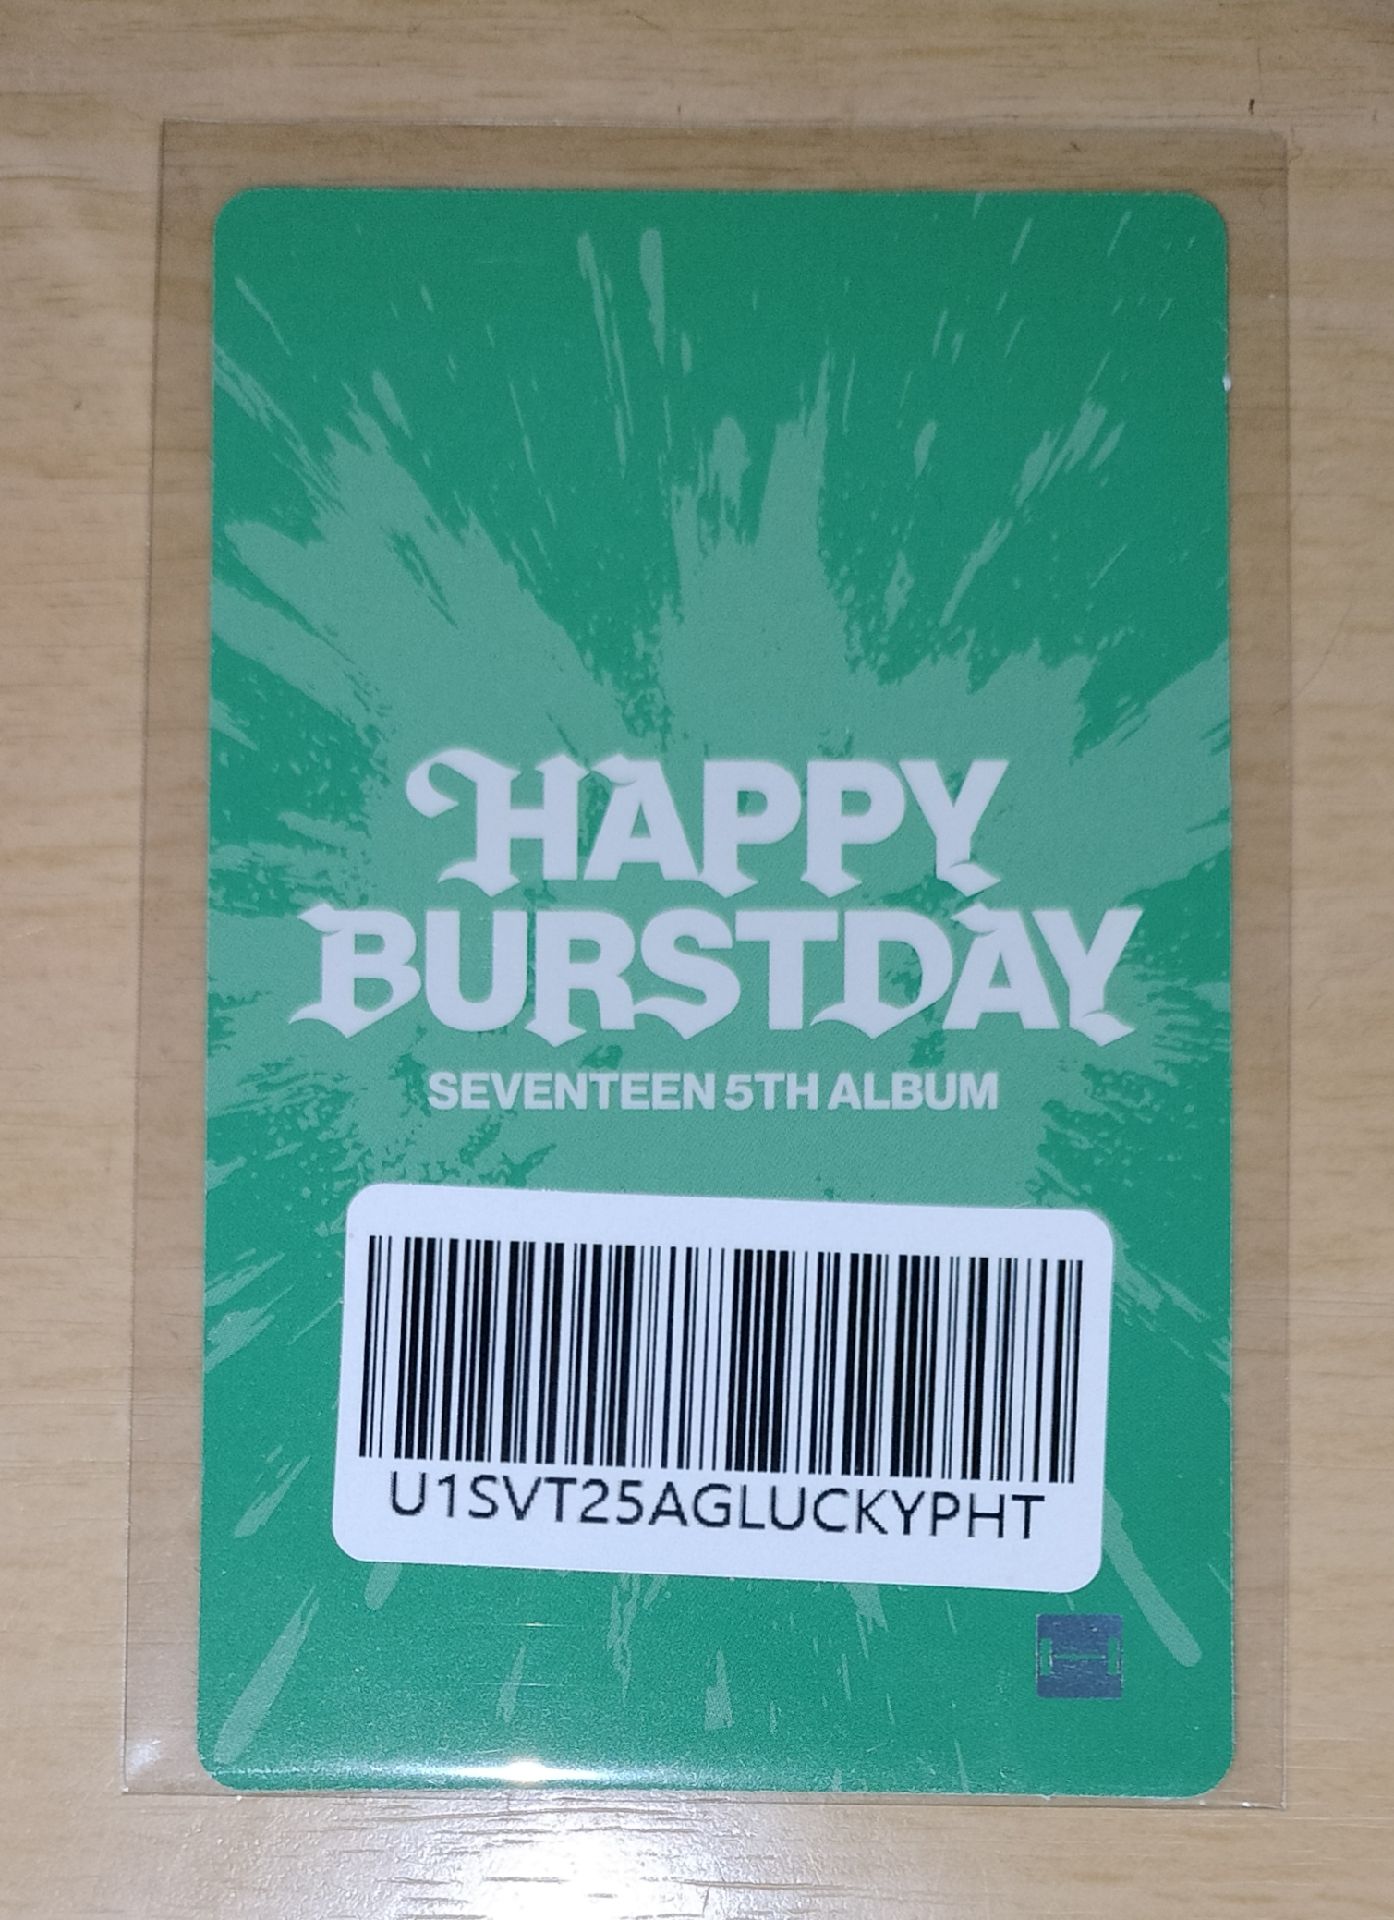 HAPPY
BURSTDAY
SEVENTEEN 5TH ALBUM
U1SVT25AGLUCKYPHT